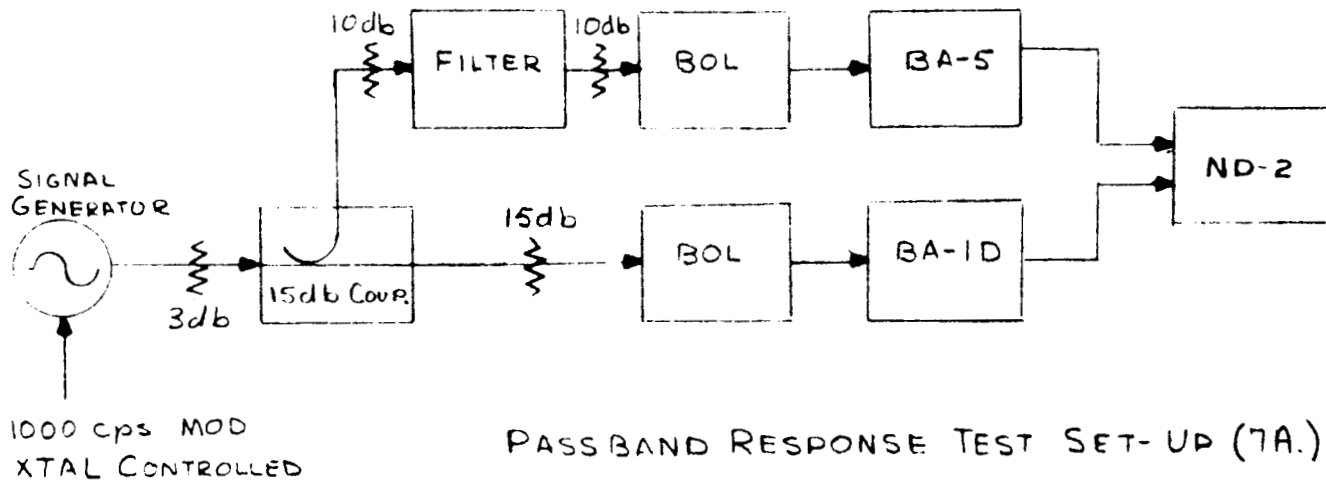 10db
FILTER
10db
BOL
BA-5
ND-2
SIGNAL
GENERATOR
3db
15db COUP.
15db
BOL
BA-1D
1000 cps MOD
XTAL CONTROLLED
PASSBAND RESPONSE TEST SET-UP (7A.)